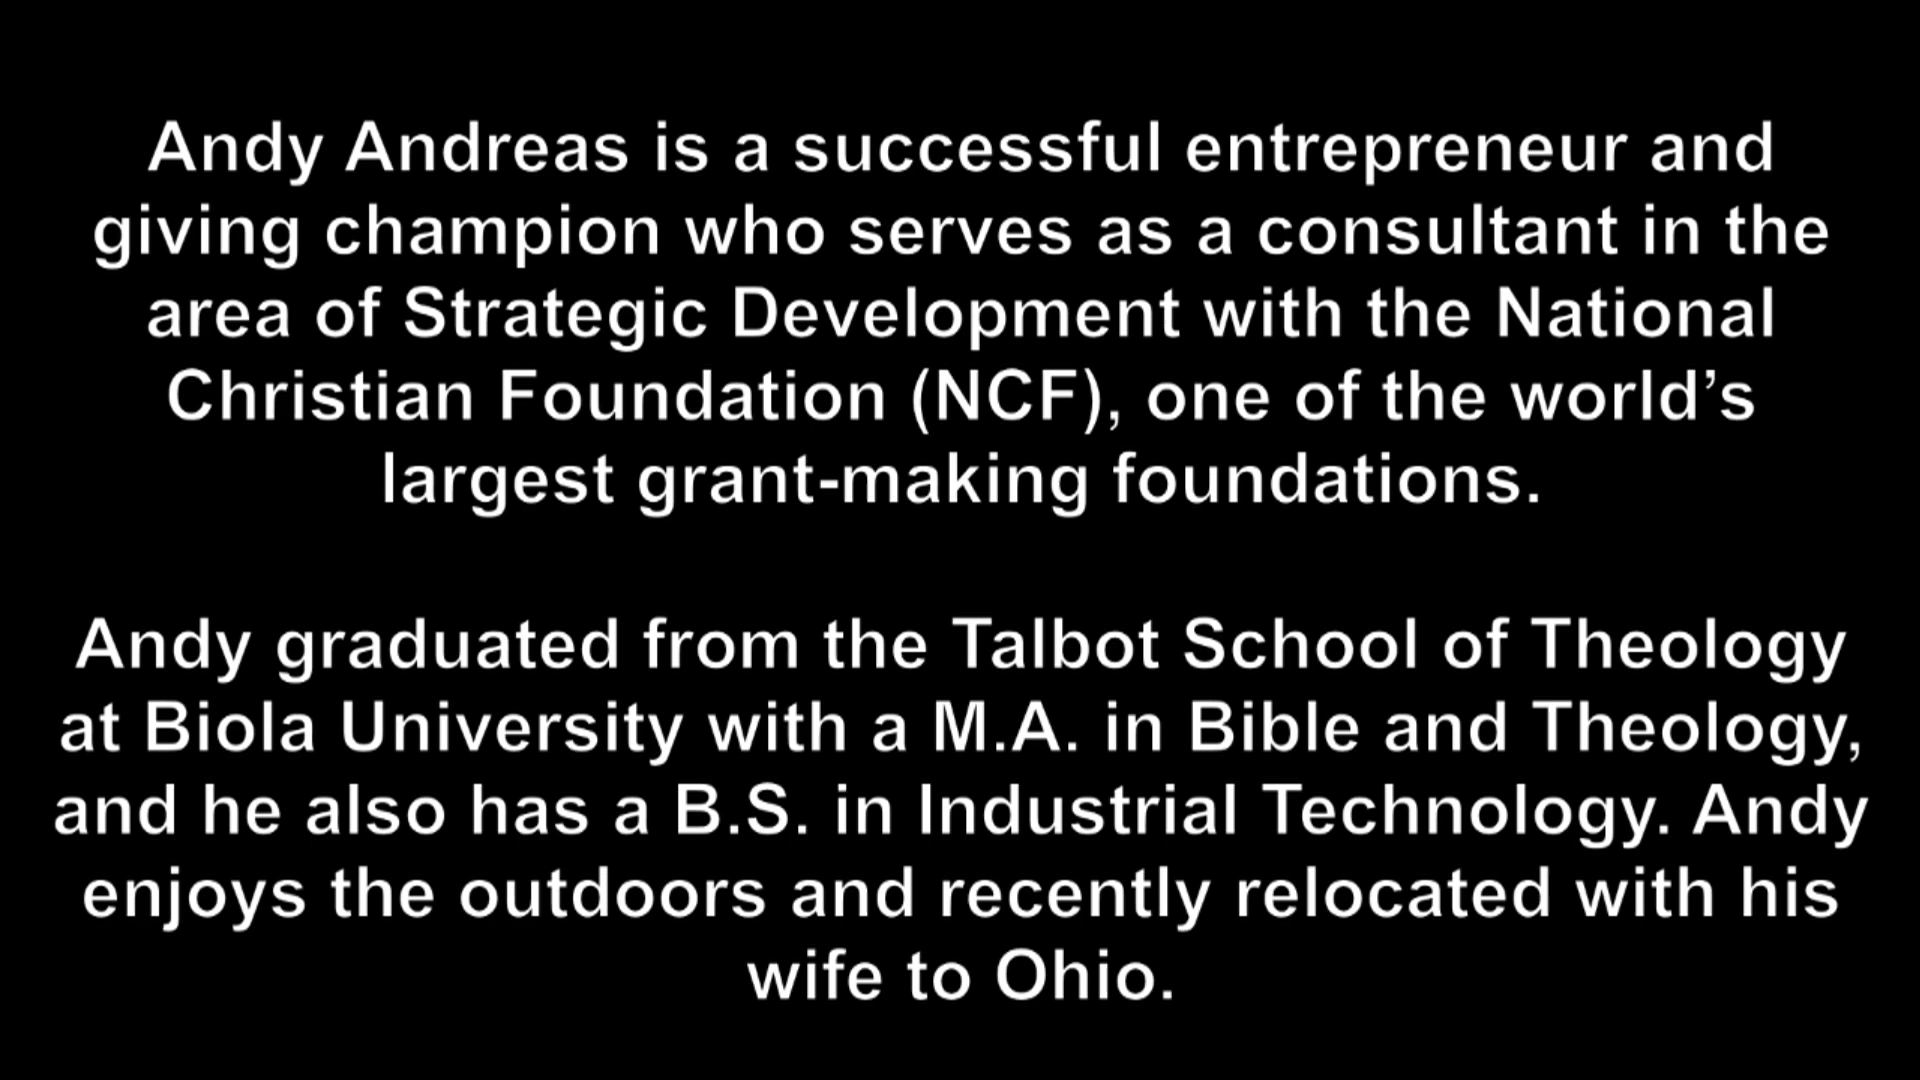 Andy Andreas is a successful entrepreneur and
giving champion who serves as a consultant in the
area of Strategic Development with the National
Christian Foundation (NCF), one of the world’s
largest grant-making foundations.
Andy graduated from the Talbot School of Theology
at Biola University with a M.A. in Bible and Theology,
and he also has a B.S. in Industrial Technology. Andy
enjoys the outdoors and recently relocated with his
wife to Ohio.